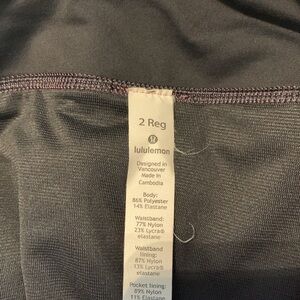 2 Reg
lululemon
Designed in
Vancouver
Made in
Cambodia
Body:
86% Polyester
14% Elastane
Waistband:
77% Nylon
23% Lycra®
elastane
Waistband
lining:
87% Nylon
13% Lycra®
elastane
Pocket lining:
89% Nylon
11% Elastane